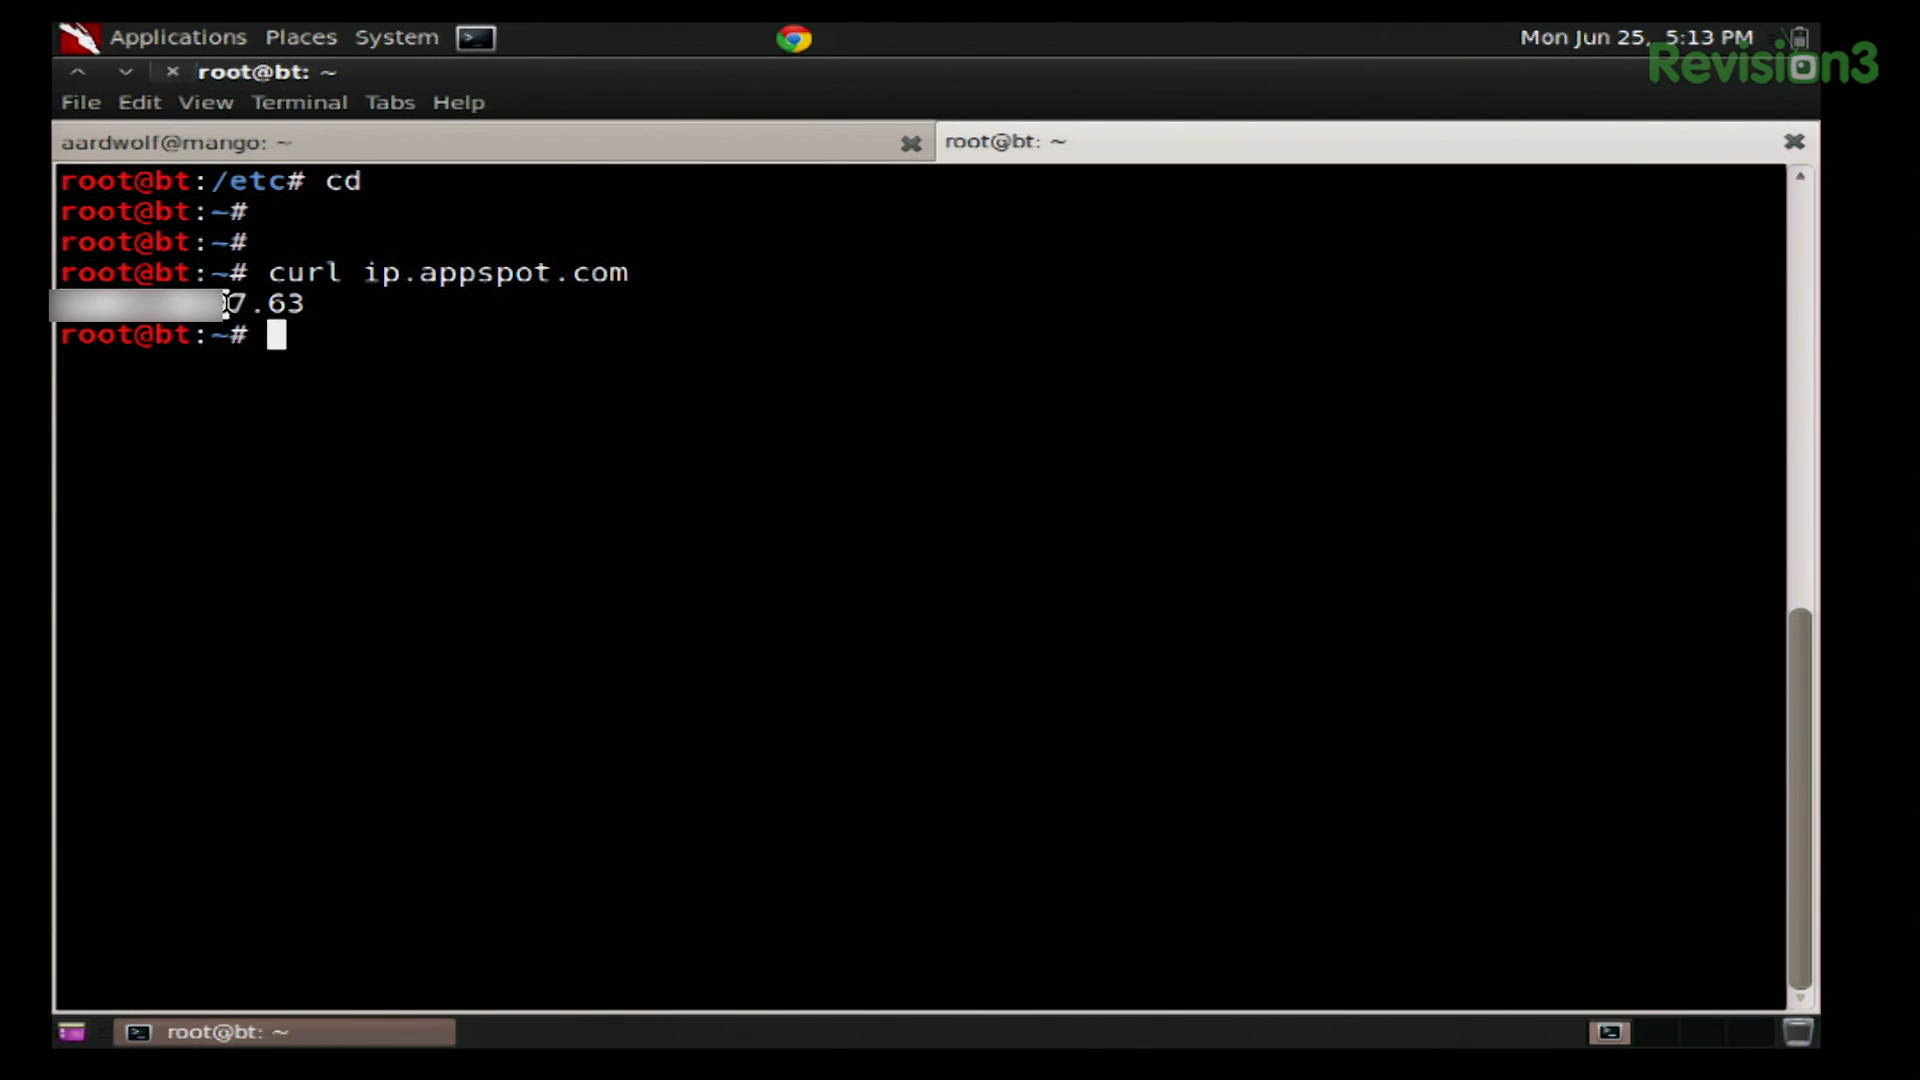 Applications Places System
Mon Jun 25, 5:13 PM
Revision3
root@bt: ~
File Edit View Terminal Tabs Help
aardwolf@mango: ~
root@bt: ~
root@bt:/etc# cd
root@bt:~#
root@bt:~#
root@bt:~# curl ip.appspot.com
7.63
root@bt:~#
root@bt: ~